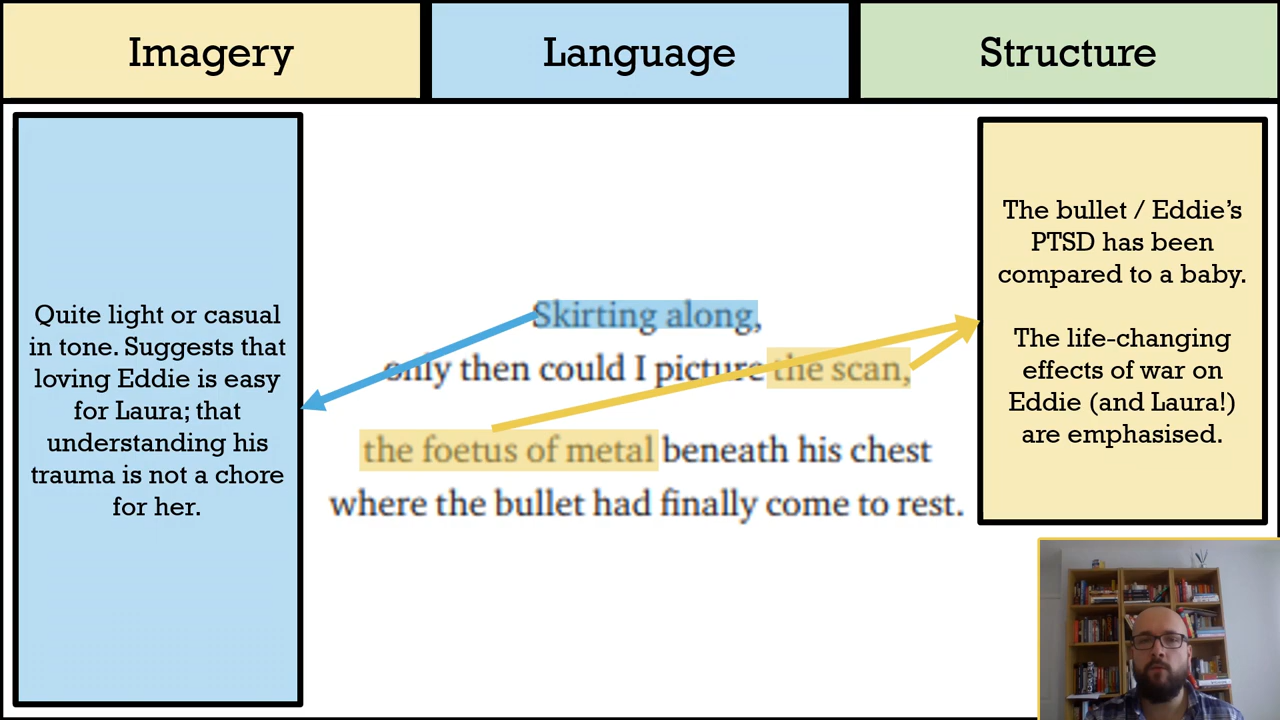 Imagery
Language
Structure
Quite light or casual
in tone. Suggests that
loving Eddie is easy
for Laura; that
understanding his
trauma is not a chore
for her.
Skirting along,
only then could I picture the scan,
the foetus of metal beneath his chest
where the bullet had finally come to rest.
The bullet / Eddie’s
PTSD has been
compared to a baby.
The life-changing
effects of war on
Eddie (and Laura!)
are emphasised.